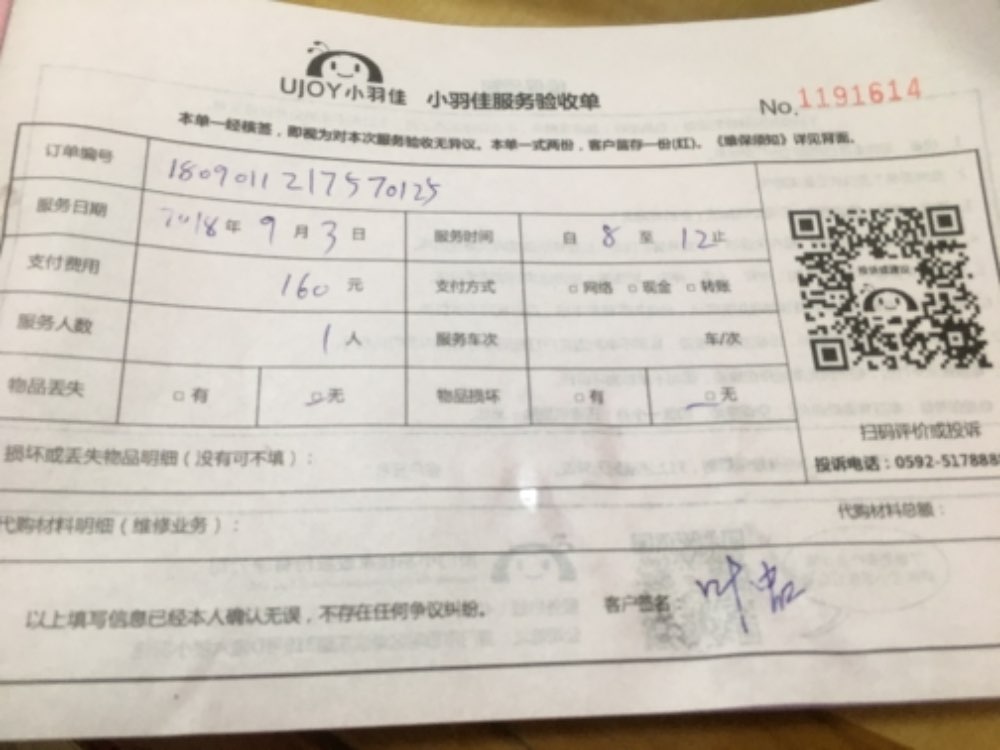 UJOY小羽佳 小羽佳服务验收单 No.1191614
本单一经核签，即视为对本次服务验收无异议。本单一式两份，客户留存一份(红)。《维保须知》详见背面。
订单编号 1809011217570125
服务日期 2018年9月3日 服务时间 自8至12止
支付费用 160元 支付方式 □网络 □现金 □转账
服务人数 1人 服务车次 车/次
物品丢失 □有 □无 物品损坏 □有 □无
投诉或建议
扫码评价或投诉
损坏或丢失物品明细（没有可不填）： 投诉电话：0592-5178888
代购材料明细（维修业务）： 代购材料总额：
以上填写信息已经本人确认无误，不存在任何争议纠纷。 客户签名：叶